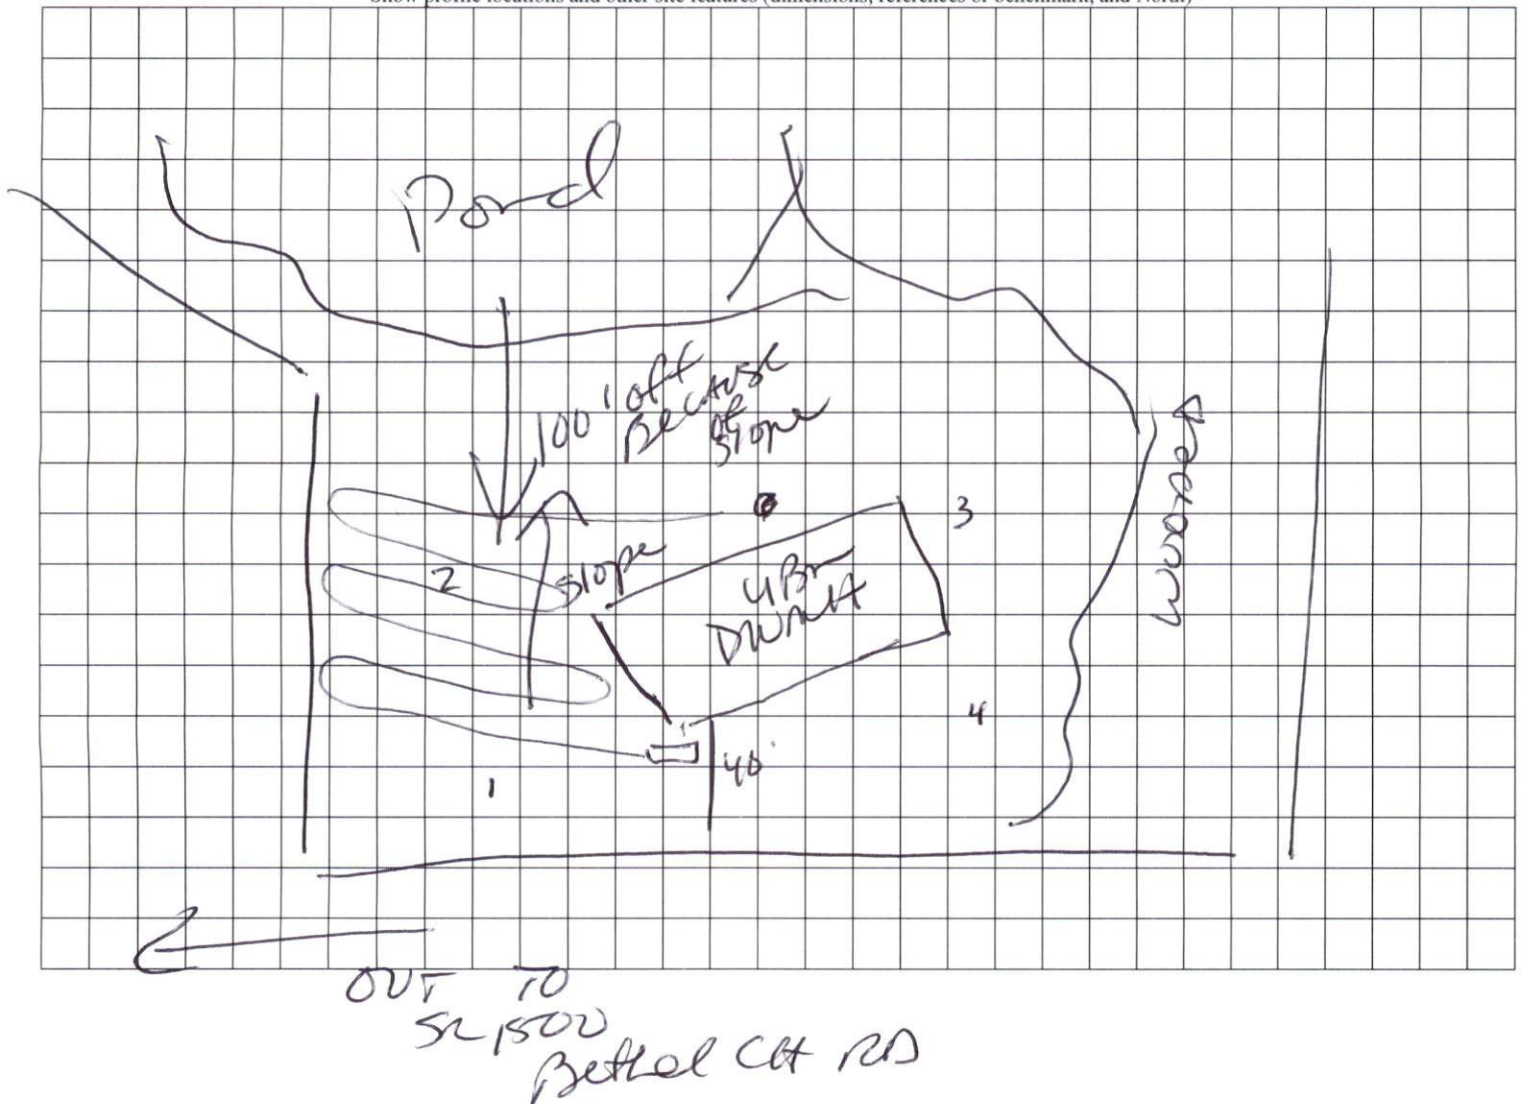 Show profile locations and other site features (dimensions, references or benchmark, and North)
Pond
100' off
BECAUSE
OF
Slope
3
2
Slope
4Br
DWMH
WOODED
4
40'
1
OUT TO
SR 1500
Bethel CH RD